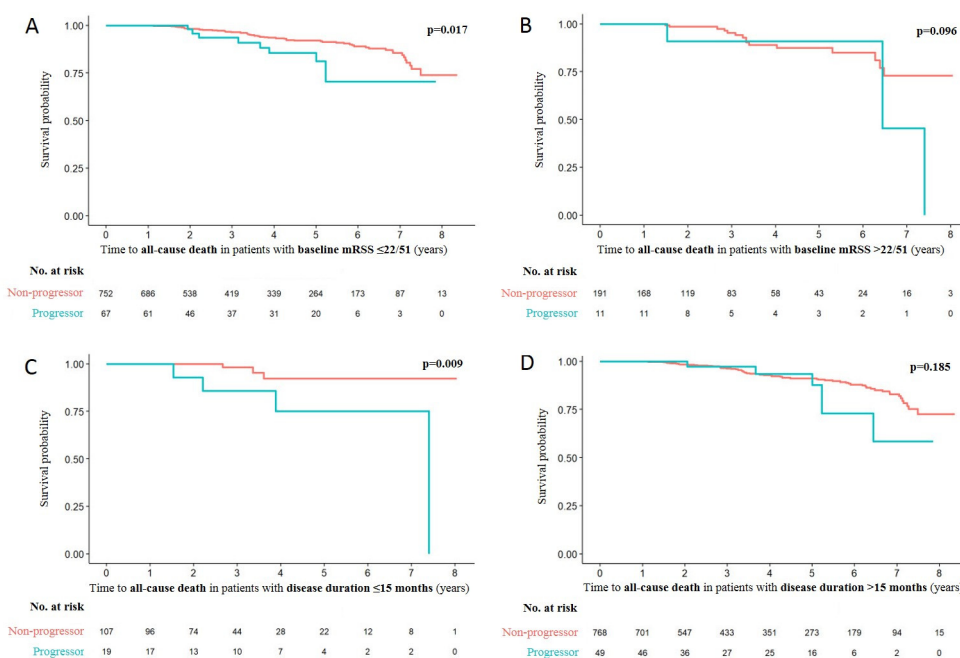 A
p=0.017
Survival probability
1.00
0.75
0.50
0.25
0.00
0 1 2 3 4 5 6 7 8
Time to all-cause death in patients with baseline mRSS ≤22/51 (years)
No. at risk
Non-progressor 752 686 538 419 339 264 173 87 13
Progressor 67 61 46 37 31 20 6 3 0
B
p=0.096
Survival probability
1.00
0.75
0.50
0.25
0.00
0 1 2 3 4 5 6 7 8
Time to all-cause death in patients with baseline mRSS >22/51 (years)
No. at risk
Non-progressor 191 168 119 83 58 43 24 16 3
Progressor 11 11 8 5 4 3 2 1 0
C
p=0.009
Survival probability
1.00
0.75
0.50
0.25
0.00
0 1 2 3 4 5 6 7 8
Time to all-cause death in patients with disease duration ≤15 months (years)
No. at risk
Non-progressor 107 96 74 44 28 22 12 8 1
Progressor 19 17 13 10 7 4 2 2 0
D
p=0.185
Survival probability
1.00
0.75
0.50
0.25
0.00
0 1 2 3 4 5 6 7 8
Time to all-cause death in patients with disease duration >15 months (years)
No. at risk
Non-progressor 768 701 547 433 351 273 179 94 15
Progressor 49 46 36 27 25 16 6 2 0